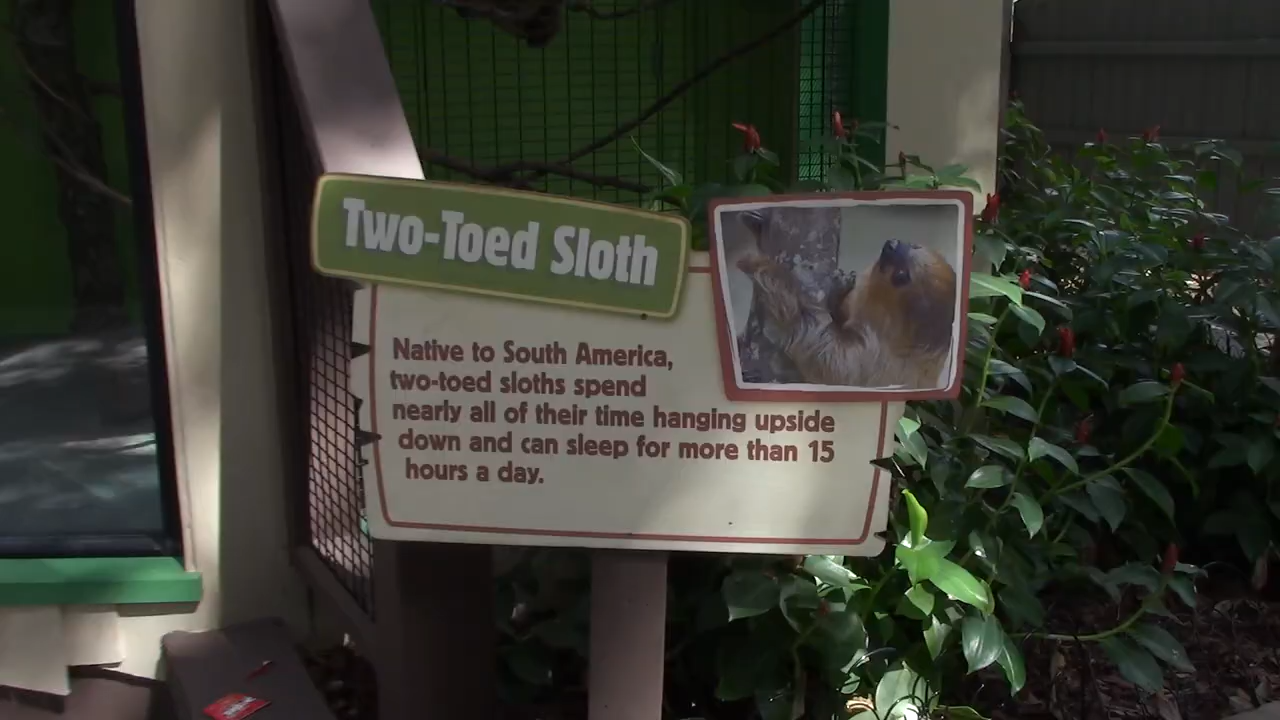 Two-Toed Sloth
Native to South America,
two-toed sloths spend
nearly all of their time hanging upside
down and can sleep for more than 15
hours a day.